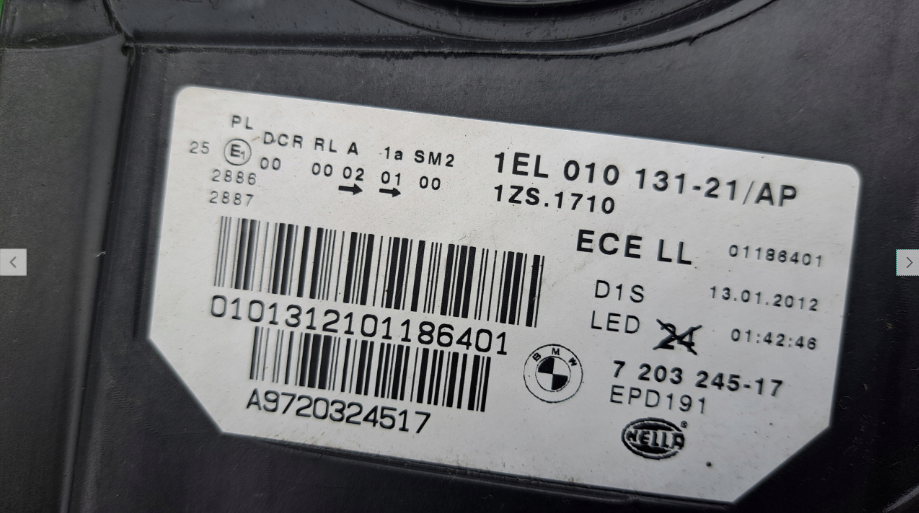 PL DCR RL A 1a SM2
25 E1 00 00 02 01 00
2886
2887
1EL 010 131-21/AP
1ZS.1710
ECE LL 01186401
D1S 13.01.2012
LED 24 01:42:46
0101312101186401
7 203 245-17
EPD191
BMW
A9720324517
HELLA